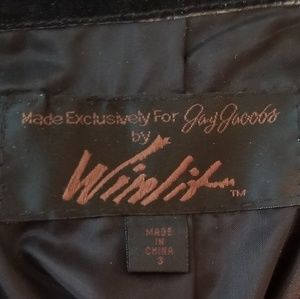 Made Exclusively For Jay Jacobs
by
Winlit™
MADE
IN
CHINA
3